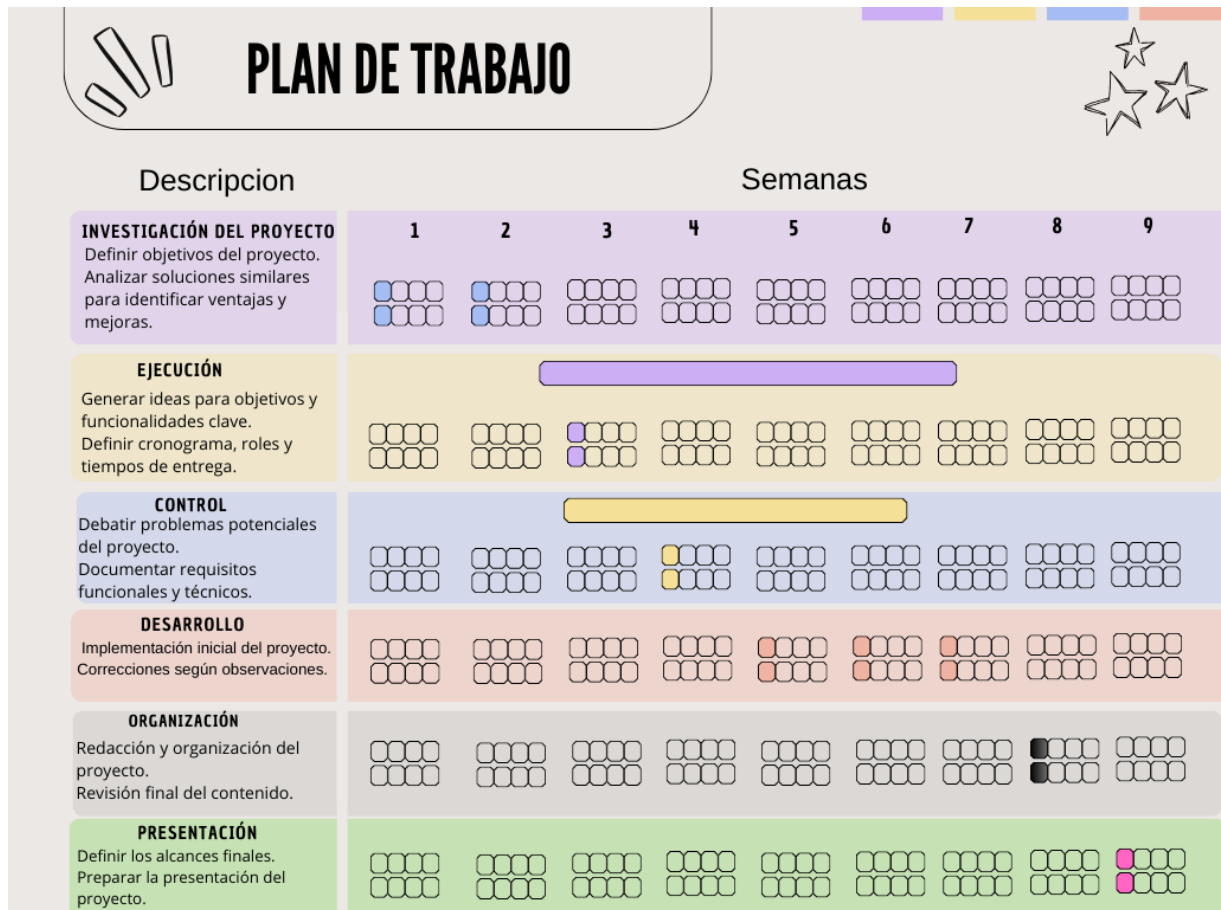 PLAN DE TRABAJO
Descripcion
Semanas
INVESTIGACIÓN DEL PROYECTO
Definir objetivos del proyecto.
Analizar soluciones similares
para identificar ventajas y
mejoras.
1 2 3 4 5 6 7 8 9
EJECUCIÓN
Generar ideas para objetivos y
funcionalidades clave.
Definir cronograma, roles y
tiempos de entrega.
CONTROL
Debatir problemas potenciales
del proyecto.
Documentar requisitos
funcionales y técnicos.
DESARROLLO
Implementación inicial del proyecto.
Correcciones según observaciones.
ORGANIZACIÓN
Redacción y organización del
proyecto.
Revisión final del contenido.
PRESENTACIÓN
Definir los alcances finales.
Preparar la presentación del
proyecto.